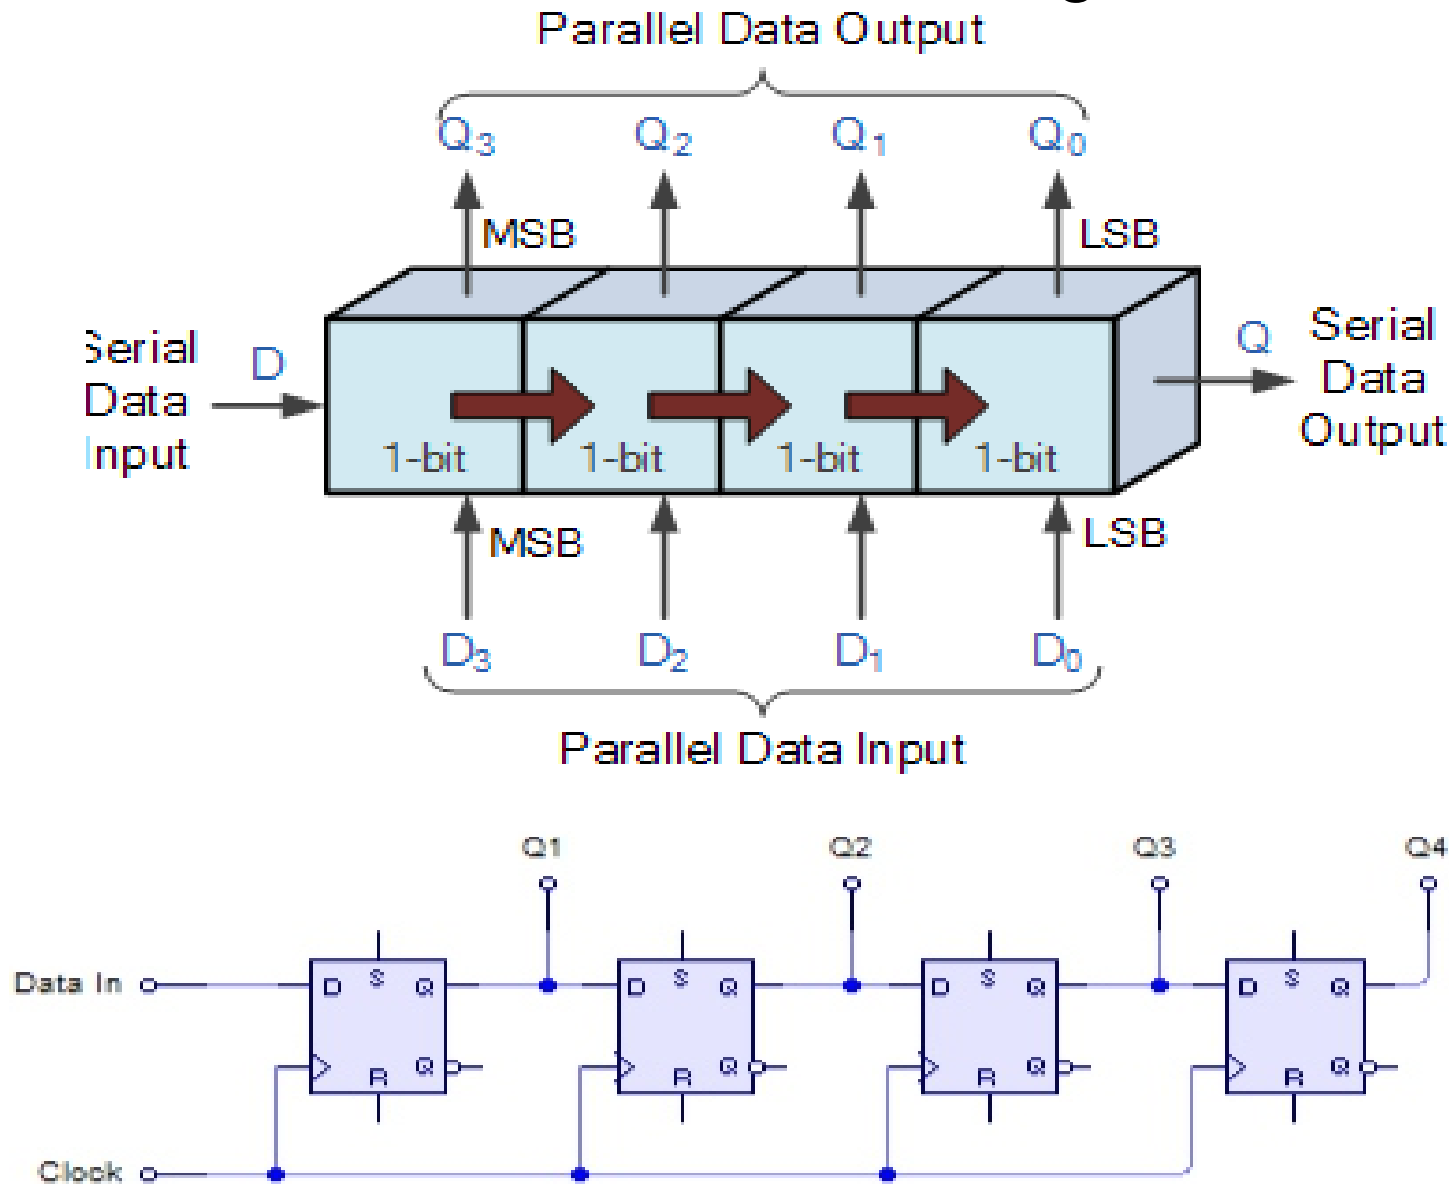 Parallel Data Output
Q3 Q2 Q1 Q0
MSB LSB
Serial Data Input
D
1-bit 1-bit 1-bit 1-bit
Q
Serial Data Output
MSB LSB
D3 D2 D1 D0
Parallel Data Input
Q1 Q2 Q3 Q4
Data In
D S Q D S Q D S Q D S Q
R Q R Q R Q R Q
Clock